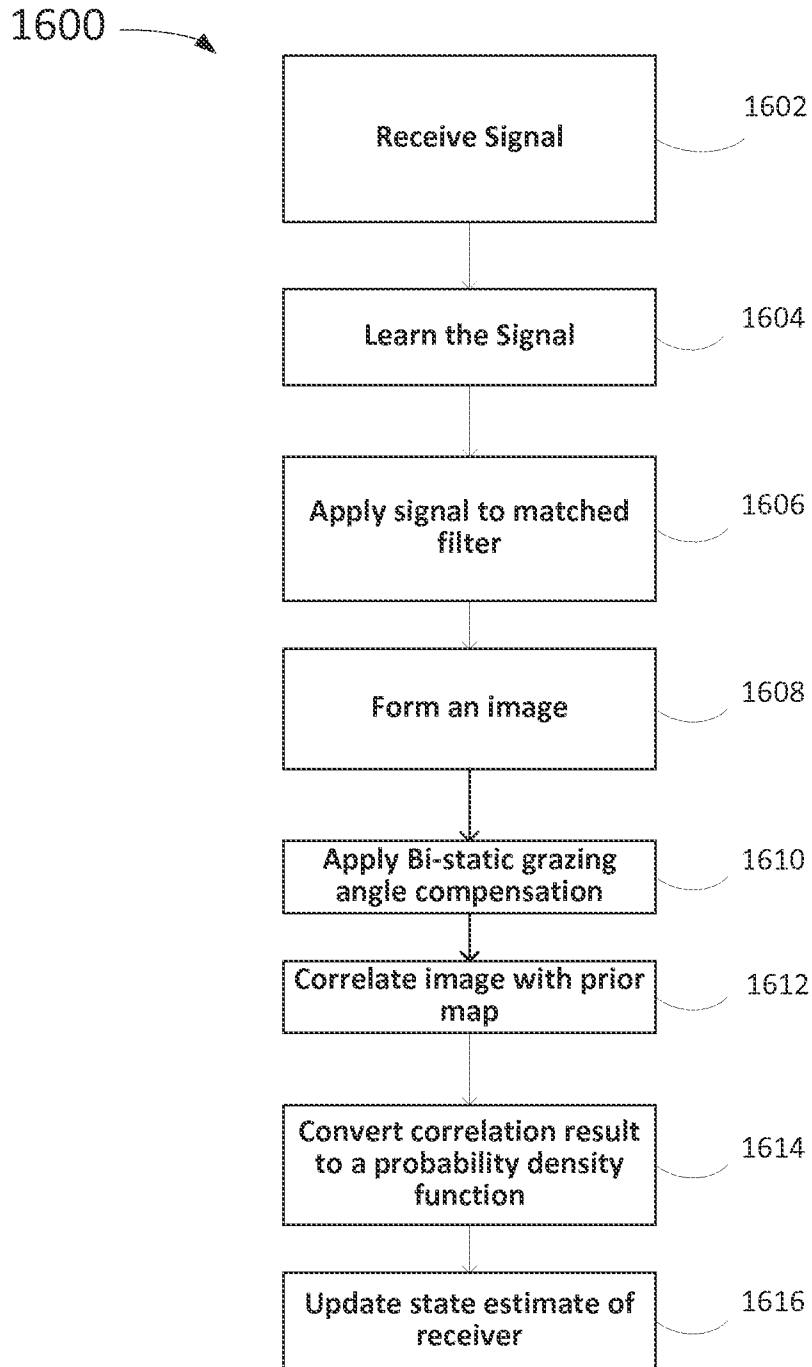 1600
Receive Signal
1602
Learn the Signal
1604
Apply signal to matched
filter
1606
Form an image
1608
Apply Bi-static grazing
angle compensation
1610
Correlate image with prior
map
1612
Convert correlation result
to a probability density
function
1614
Update state estimate of
receiver
1616